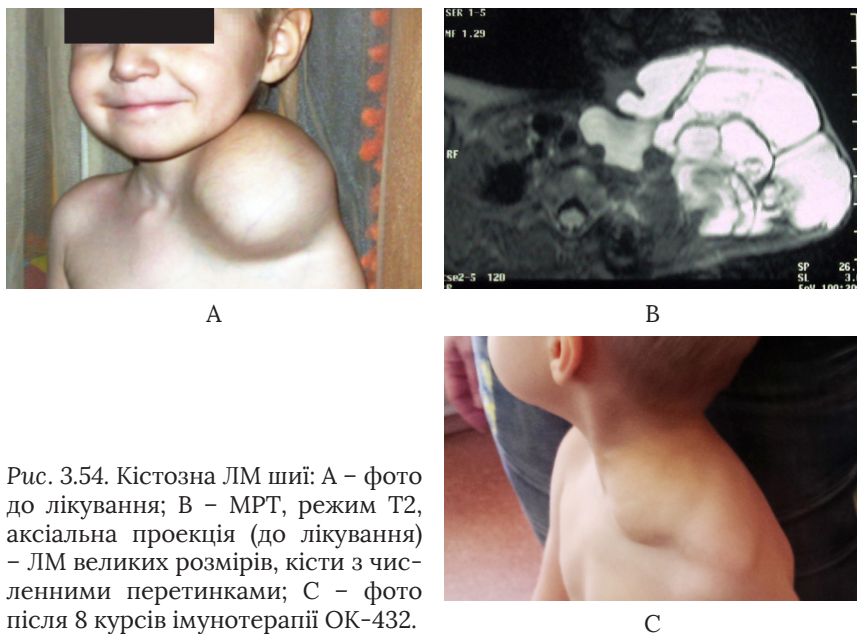 SER 1-5
MF 1.29
RF
120
SP 26.
SL 3.
A
B
Рис. 3.54. Кістозна ЛМ шиї: А – фото
до лікування; В – МРТ, режим Т2,
аксіальна проекція (до лікування)
– ЛМ великих розмірів, кісти з чис-
ленними перетинками; С – фото
після 8 курсів імунотерапії ОК-432.
C